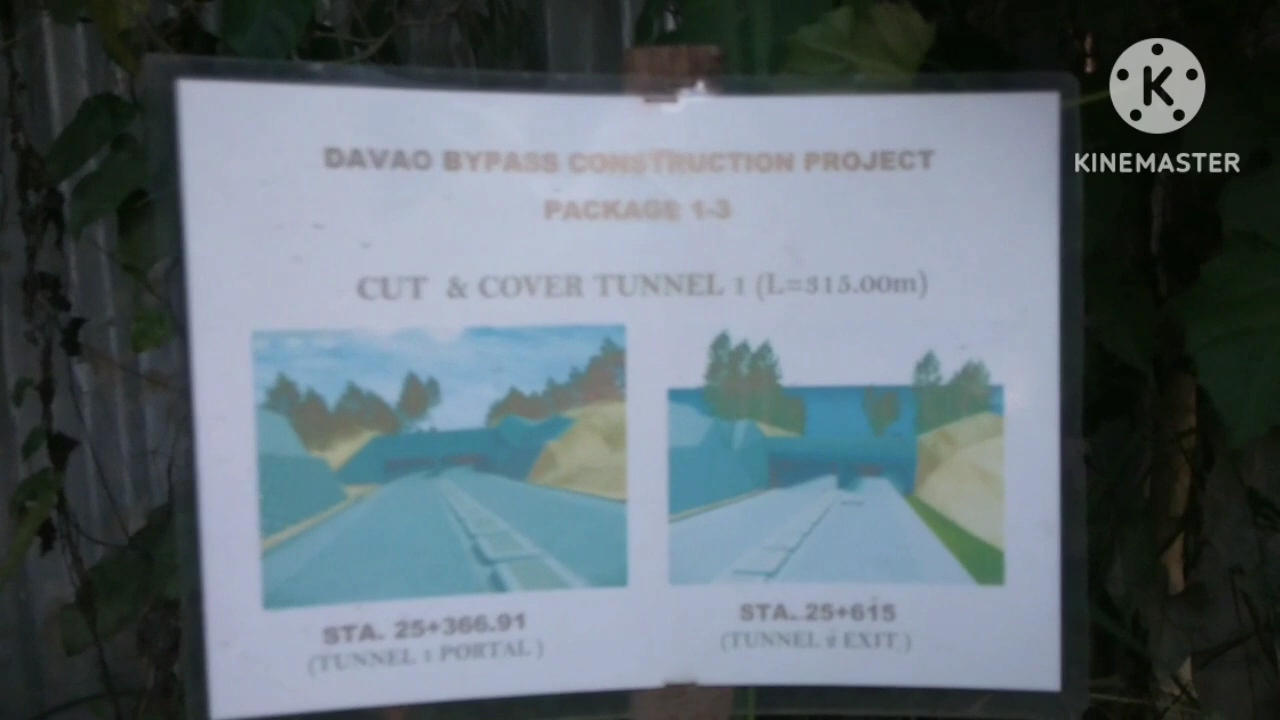 DAVAO BYPASS CONSTRUCTION PROJECT
PACKAGE 1-3
CUT & COVER TUNNEL 1 (L=315.00m)
STA. 25+366.91
(TUNNEL 1 PORTAL )
STA. 25+615
(TUNNEL EXIT )
K
KINEMASTER